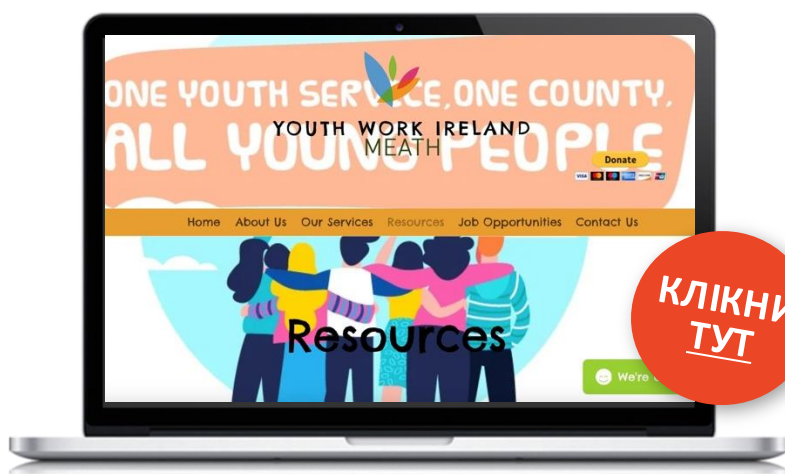 ONE YOUTH SERVICE, ONE COUNTY.
ALL YOUNG PEOPLE
YOUTH WORK IRELAND
MEATH
Donate
VISA
Home About Us Our Services Resources Job Opportunities Contact Us
Resources
КЛІКНИ
ТУТ
We're